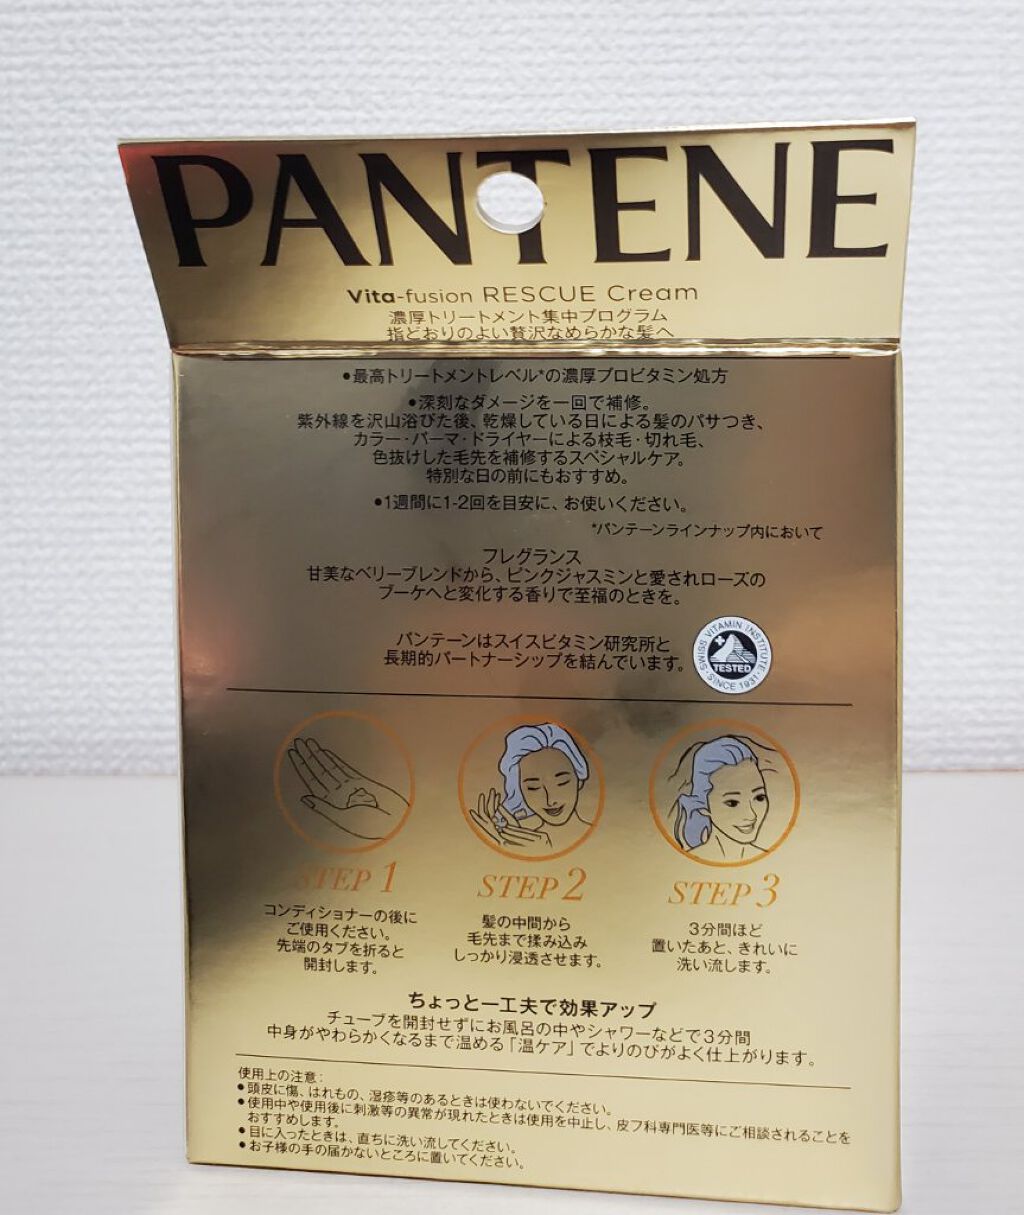 PANTENE
Vita-fusion RESCUE Cream
濃厚トリートメント集中プログラム
指どおりのよい贅沢なめらかな髪へ
●最高トリートメントレベル*の濃厚プロビタミン処方
●深刻なダメージを一回で補修。
紫外線を沢山浴びた後、乾燥している日による髪のパサつき、
カラー・パーマ・ドライヤーによる枝毛・切れ毛、
色抜けした毛先を補修するスペシャルケア。
特別な日の前にもおすすめ。
●1週間に1-2回を目安に、お使いください。
*パンテーンラインナップ内において
フレグランス
甘美なベリーブレンドから、ピンクジャスミンと愛されローズの
ブーケへと変化する香りで至福のときを。
パンテーンはスイスビタミン研究所と
長期的パートナーシップを結んでいます。
SWISS VITAMIN INSTITUTE
TESTED
SINCE 1931
STEP 1
コンディショナーの後に
ご使用ください。
先端のタブを折ると
開封します。
STEP 2
髪の中間から
毛先まで揉み込み
しっかり浸透させます。
STEP 3
3分間ほど
置いたあと、きれいに
洗い流します。
ちょっと一工夫で効果アップ
チューブを開封せずにお風呂の中やシャワーなどで3分間
中身がやわらかくなるまで温める「温ケア」でよりのびがよく仕上がります。
使用上の注意：
●頭皮に傷、はれもの、湿疹等のあるときは使わないでください。
●使用中や使用後に刺激等の異常が現れたときは使用を中止し、皮フ科専門医等にご相談されることを
おすすめします。
●目に入ったときは、直ちに洗い流してください。
●お子様の手の届かないところに置いてください。